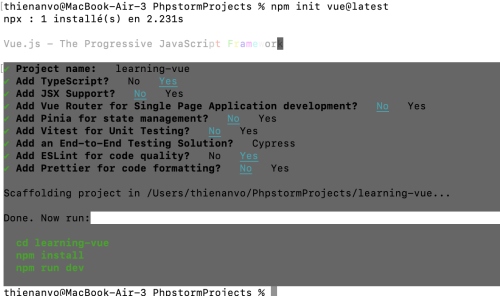 thienanvo@MacBook-Air-3 PhpstormProjects % npm init vue@latest
npx : 1 installé(s) en 2.231s
Vue.js - The Progressive JavaScript Framework
✔ Project name: learning-vue
✔ Add TypeScript? No Yes
✔ Add JSX Support? No Yes
✔ Add Vue Router for Single Page Application development? No Yes
✔ Add Pinia for state management? No Yes
✔ Add Vitest for Unit Testing? No Yes
✔ Add an End-to-End Testing Solution? Cypress
✔ Add ESLint for code quality? No Yes
✔ Add Prettier for code formatting? No Yes
Scaffolding project in /Users/thienanvo/PhpstormProjects/learning-vue...
Done. Now run:
cd learning-vue
npm install
npm run dev
thienanvo@MacBook-Air-3 PhpstormProjects %